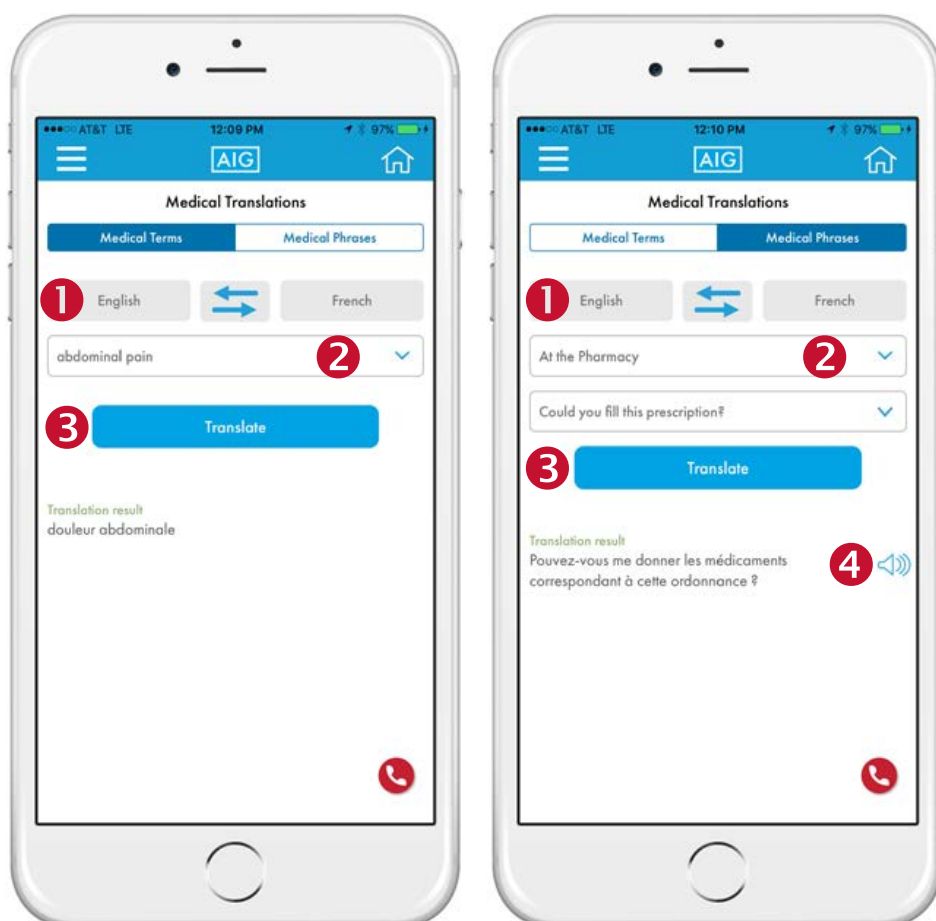 AT&T LTE 12:09 PM 97%
AIG
Medical Translations
Medical Terms Medical Phrases
1 English French
abdominal pain 2
3 Translate
Translation result
douleur abdominale
AT&T LTE 12:10 PM 97%
AIG
Medical Translations
Medical Terms Medical Phrases
1 English French
At the Pharmacy 2
Could you fill this prescription?
3 Translate
Translation result
Pouvez-vous me donner les médicaments 4
correspondant à cette ordonnance ?